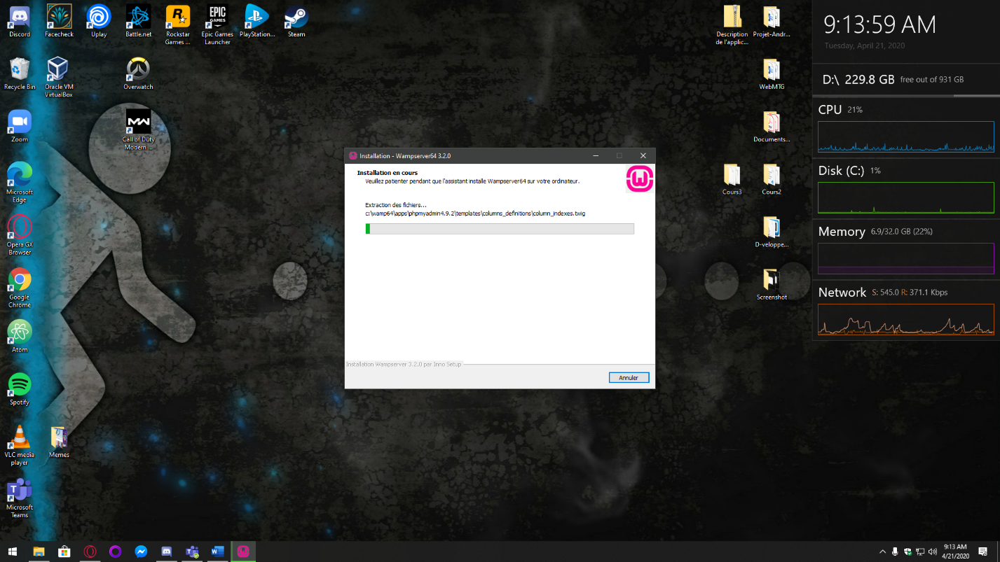 Discord
Facecheck
Uplay
Battle.net
Rockstar
Games ...
EPIC
GAMES
Epic Games
Launcher
PlayStation...
Steam
Recycle Bin
Oracle VM
VirtualBox
Overwatch
Zoom
Call of Duty
Modern ...
Microsoft
Edge
Opera GX
Browser
Google
Chrome
Atom
Spotify
VLC media
player
Memes
Microsoft
Teams
Description
de l'applic...
Projet-Andr...
WebMTG
Documents...
Cours3
Cours2
D-veloppe...
Screenshot
Installation - Wampserver64 3.2.0
Installation en cours
Veuillez patienter pendant que l'assistant installe Wampserver64 sur votre ordinateur.
Extraction des fichiers...
c:\wamp64\apps\phpmyadmin4.9.2\templates\columns_definitions\column_indexes.twig
Installation Wampserver 3.2.0 par Inno Setup
Annuler
9:13:59 AM
Tuesday, April 21, 2020
D:\ 229.8 GB free out of 931 GB
CPU 21%
Disk (C:) 1%
Memory 6.9/32.0 GB (22%)
Network S: 545.0 R: 371.1 Kbps
9:13 AM
4/21/2020